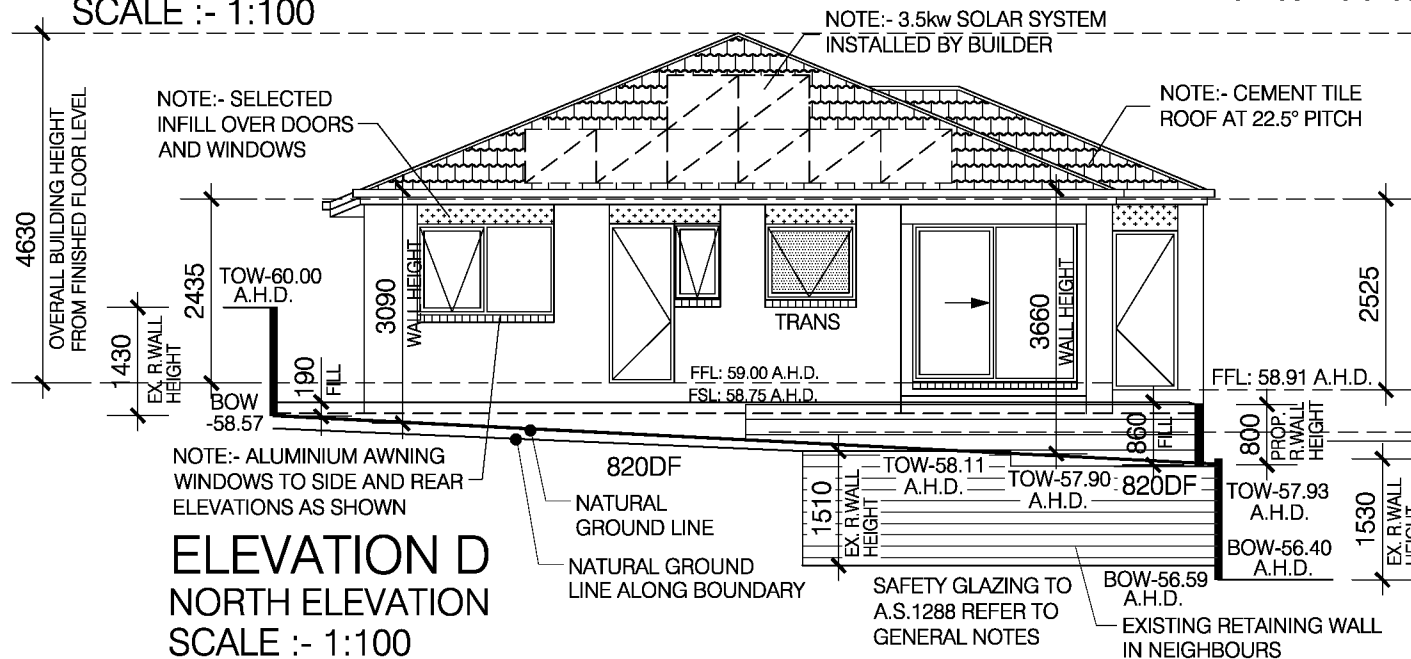 SCALE :- 1:100
NOTE:- 3.5kw SOLAR SYSTEM
INSTALLED BY BUILDER
NOTE:- SELECTED
INFILL OVER DOORS
AND WINDOWS
NOTE:- CEMENT TILE
ROOF AT 22.5° PITCH
4630
OVERALL BUILDING HEIGHT
FROM FINISHED FLOOR LEVEL
2435
TOW-60.00
A.H.D.
1430
EX. R.WALL
HEIGHT
190
FILL
BOW
-58.57
3090
WALL HEIGHT
TRANS
3660
WALL HEIGHT
2525
FFL: 59.00 A.H.D.
FSL: 58.75 A.H.D.
FFL: 58.91 A.H.D.
860
FILL
800
PROP.
R.WALL
HEIGHT
NOTE:- ALUMINIUM AWNING
WINDOWS TO SIDE AND REAR
ELEVATIONS AS SHOWN
820DF
NATURAL
GROUND LINE
NATURAL GROUND
LINE ALONG BOUNDARY
1510
EX. R.WALL
HEIGHT
TOW-58.11
A.H.D.
TOW-57.90
A.H.D.
820DF
TOW-57.93
A.H.D.
BOW-56.40
A.H.D.
1530
EX. R.WALL
HEIGHT
BOW-56.59
A.H.D.
SAFETY GLAZING TO
A.S.1288 REFER TO
GENERAL NOTES
EXISTING RETAINING WALL
IN NEIGHBOURS
ELEVATION D
NORTH ELEVATION
SCALE :- 1:100